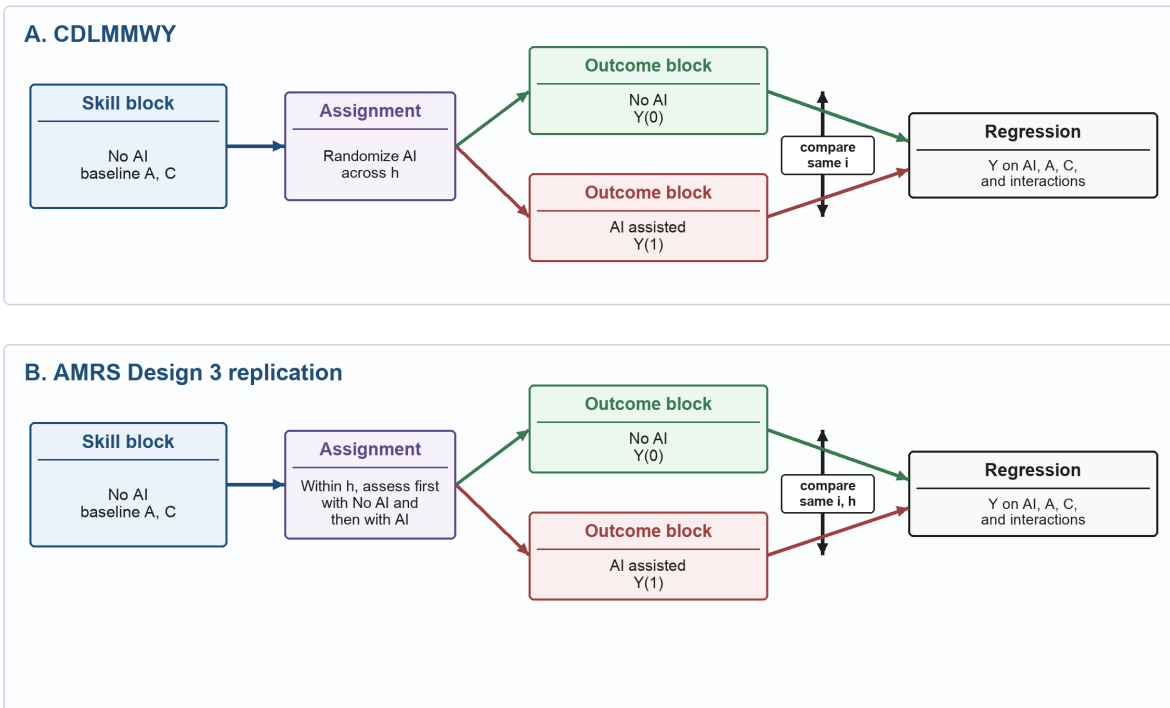 A. CDLMMWY
Skill block
No AI
baseline A, C
Assignment
Randomize AI
across h
Outcome block
No AI
Y(0)
Outcome block
AI assisted
Y(1)
compare
same i
Regression
Y on AI, A, C,
and interactions
B. AMRS Design 3 replication
Skill block
No AI
baseline A, C
Assignment
Within h, assess first
with No AI and
then with AI
Outcome block
No AI
Y(0)
Outcome block
AI assisted
Y(1)
compare
same i, h
Regression
Y on AI, A, C,
and interactions